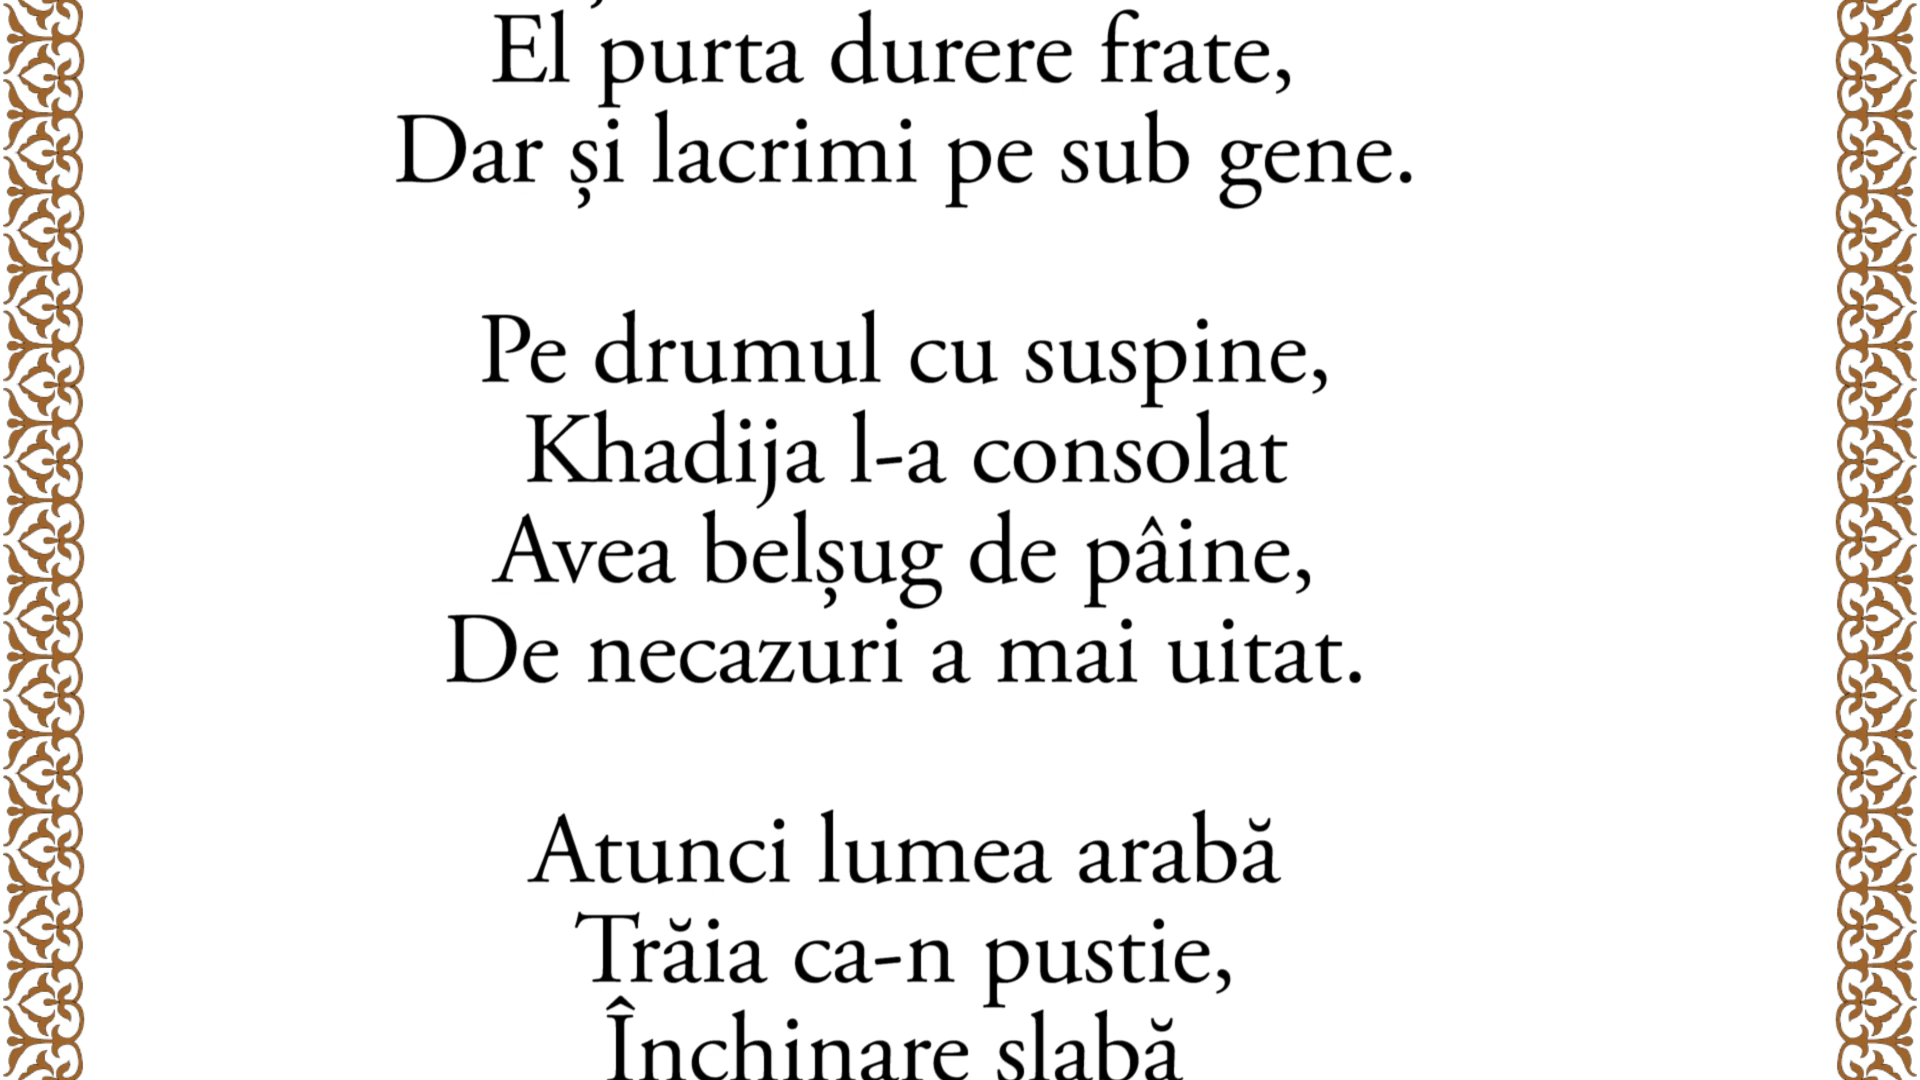 El purta durere frate,
Dar și lacrimi pe sub gene.
Pe drumul cu suspine,
Khadija l-a consolat
Avea belșug de pâine,
De necazuri a mai uitat.
Atunci lumea arabă
Trăia ca-n pustie,
Închinare slabă